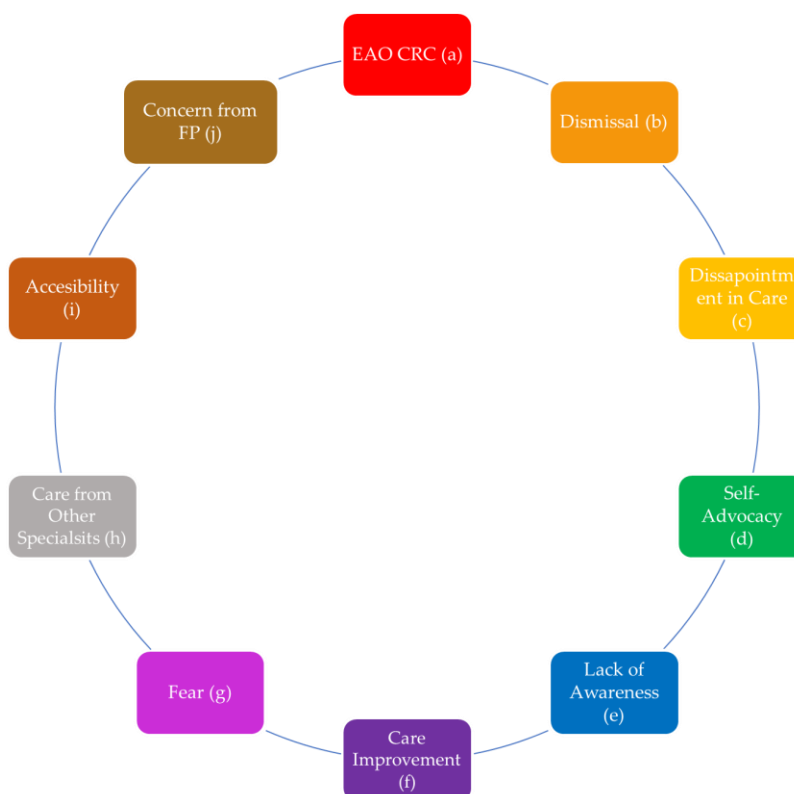 EAO CRC (a)
Dismissal (b)
Dissapointm
ent in Care
(c)
Self-
Advocacy
(d)
Lack of
Awareness
(e)
Care
Improvement
(f)
Fear (g)
Care from
Other
Specialsits (h)
Accesibility
(i)
Concern from
FP (j)